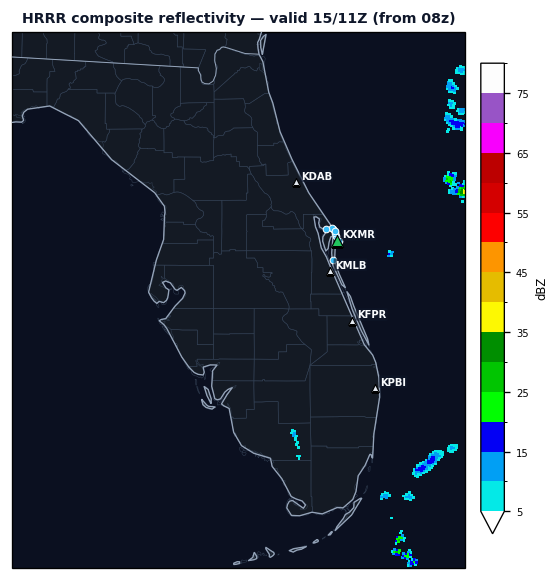 HRRR composite reflectivity — valid 15/11Z (from 08z)
KDAB
KXMR
KMLB
KFPR
KPBI
75
65
55
45
35
25
15
5
dBZ